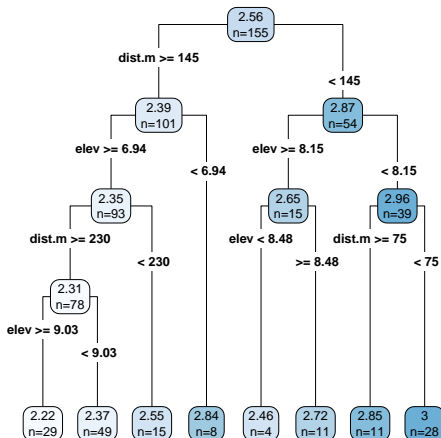 2.56
n=155
dist.m >= 145
< 145
2.39
n=101
2.87
n=54
elev >= 6.94
< 6.94
elev >= 8.15
< 8.15
2.35
n=93
2.65
n=15
2.96
n=39
dist.m >= 230
< 230
elev < 8.48
>= 8.48
dist.m >= 75
< 75
2.31
n=78
elev >= 9.03
< 9.03
2.22
n=29
2.37
n=49
2.55
n=15
2.84
n=8
2.46
n=4
2.72
n=11
2.85
n=11
3
n=28